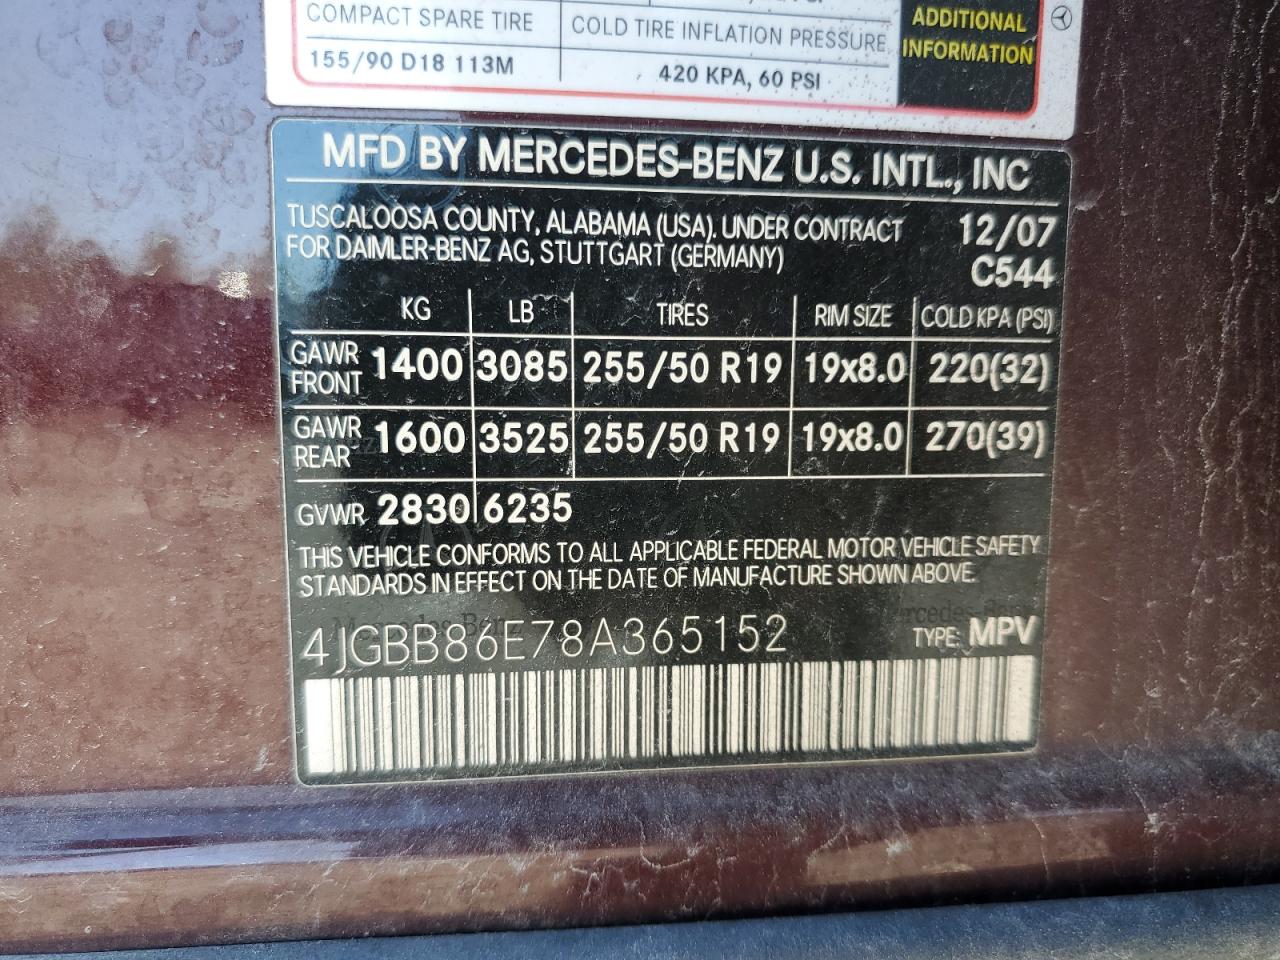 COMPACT SPARE TIRE COLD TIRE INFLATION PRESSURE
155/90 D18 113M 420 KPA, 60 PSI
ADDITIONAL
INFORMATION
MFD BY MERCEDES-BENZ U.S. INTL., INC
TUSCALOOSA COUNTY, ALABAMA (USA). UNDER CONTRACT 12/07
FOR DAIMLER-BENZ AG, STUTTGART (GERMANY) C544
KG LB TIRES RIM SIZE COLD KPA (PSI)
GAWR FRONT 1400 3085 255/50 R19 19x8.0 220(32)
GAWR REAR 1600 3525 255/50 R19 19x8.0 270(39)
GVWR 2830 6235
THIS VEHICLE CONFORMS TO ALL APPLICABLE FEDERAL MOTOR VEHICLE SAFETY
STANDARDS IN EFFECT ON THE DATE OF MANUFACTURE SHOWN ABOVE.
4JGBB86E78A365152 TYPE: MPV